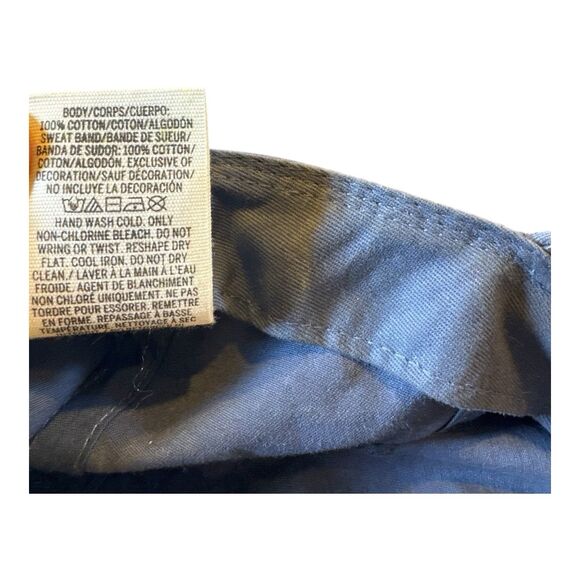 BODY/CORPS/CUERPO:
100% COTTON/COTON/ALGODÓN
SWEAT BAND/BANDE DE SUEUR/
BANDA DE SUDOR: 100% COTTON/
COTON/ALGODÓN. EXCLUSIVE OF
DECORATION/SAUF DÉCORATION/
NO INCLUYE LA DECORACIÓN
HAND WASH COLD. ONLY
NON-CHLORINE BLEACH. DO NOT
WRING OR TWIST. RESHAPE DRY
FLAT. COOL IRON. DO NOT DRY
CLEAN./ LAVER À LA MAIN À L'EAU
FROIDE. AGENT DE BLANCHIMENT
NON CHLORÉ UNIQUEMENT. NE PAS
TORDRE POUR ESSORER. REMETTRE
EN FORME. REPASSAGE À BASSE
TEMPÉRATURE. NETTOYAGE À SEC